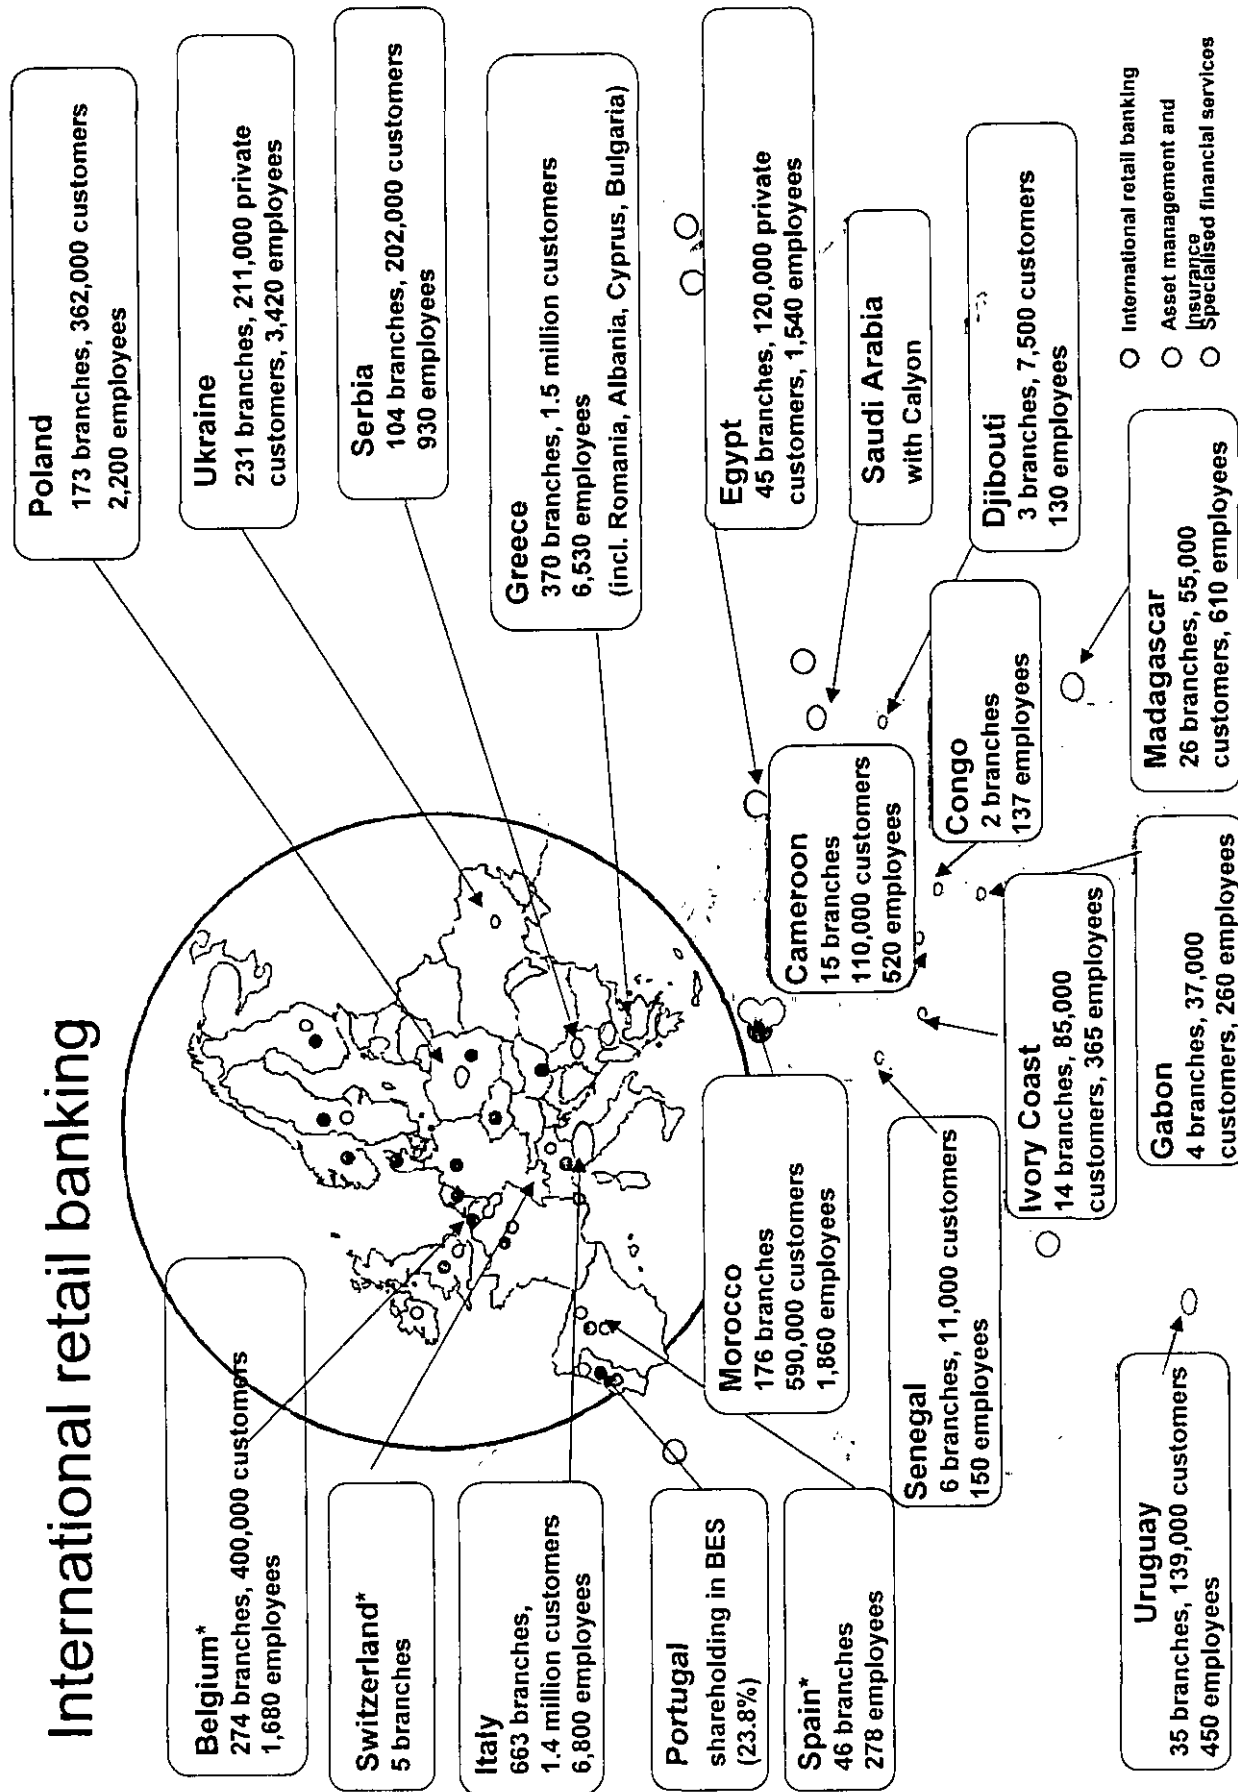 International retail banking
Belgium*
274 branches, 400,000 customers
1,680 employees
Switzerland*
5 branches
Italy
663 branches,
1.4 million customers
6,800 employees
Portugal
shareholding in BES
(23.8%)
Spain*
46 branches
278 employees
Poland
173 branches, 362,000 customers
2,200 employees
Ukraine
231 branches, 211,000 private
customers, 3,420 employees
Serbia
104 branches, 202,000 customers
930 employees
Greece
370 branches, 1.5 million customers
6,530 employees
(incl. Romania, Albania, Cyprus, Bulgaria)
Egypt
45 branches, 120,000 private
customers, 1,540 employees
Saudi Arabia
with Calyon
Djibouti
3 branches, 7,500 customers
130 employees
Morocco
176 branches
590,000 customers
1,860 employees
Cameroon
15 branches
110,000 customers
520 employees
Congo
2 branches
137 employees
Senegal
6 branches, 11,000 customers
150 employees
Ivory Coast
14 branches, 85,000
customers, 365 employees
Gabon
4 branches, 37,000
customers, 260 employees
Madagascar
26 branches, 55,000
customers, 610 employees
Uruguay
35 branches, 139,000 customers
450 employees
International retail banking
Asset management and
Insurance
Specialised financial services